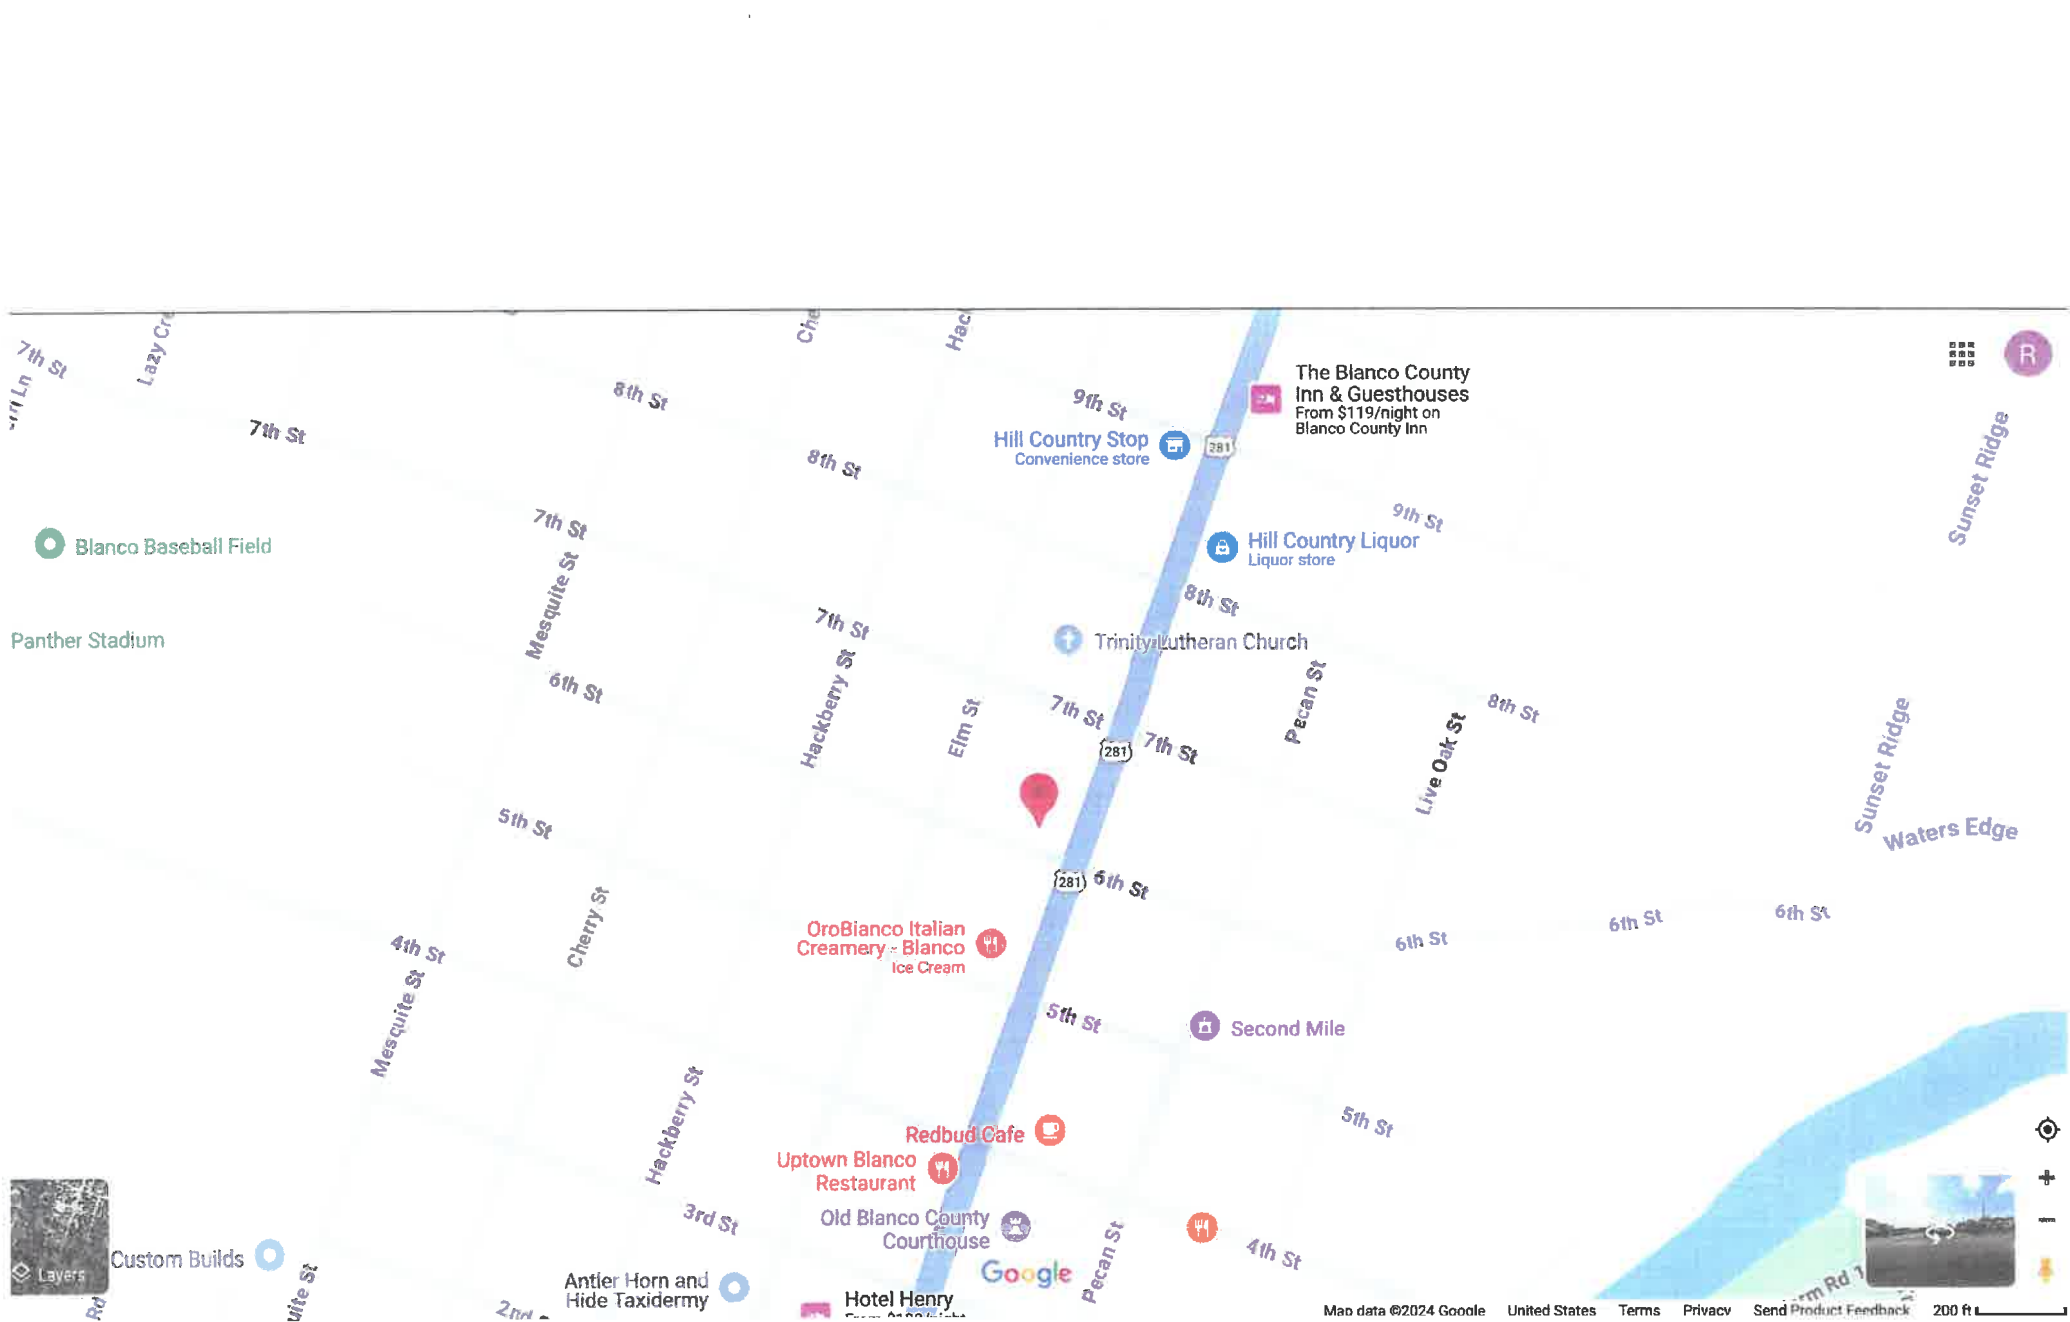 7th St
Lazy Cre
Che
Hac
R
8th St
9th St
The Blanco County
Inn & Guesthouses
From $119/night on
Blanco County Inn
7th St
Hill Country Stop
Convenience store
281
8th St
Sunset Ridge
7th St
9th St
Blanco Baseball Field
Hill Country Liquor
Liquor store
Mesquite St
8th St
Panther Stadium
7th St
Trinity Lutheran Church
6th St
Hackberry St
Elm St
7th St
Pecan St
8th St
281
7th St
Live Oak St
Sunset Ridge
5th St
Waters Edge
281
6th St
Cherry St
OroBianco Italian
Creamery - Blanco
Ice Cream
6th St
6th St
6th St
4th St
Mesquite St
5th St
Second Mile
Hackberry St
Redbud Cafe
5th St
Uptown Blanco
Restaurant
3rd St
Old Blanco County
Courthouse
Pecan St
4th St
Custom Builds
Layers
Google
Antler Horn and
Hide Taxidermy
Hotel Henry
2nd
Rd
Map data ©2024 Google United States Terms Privacy Send Product Feedback 200 ft